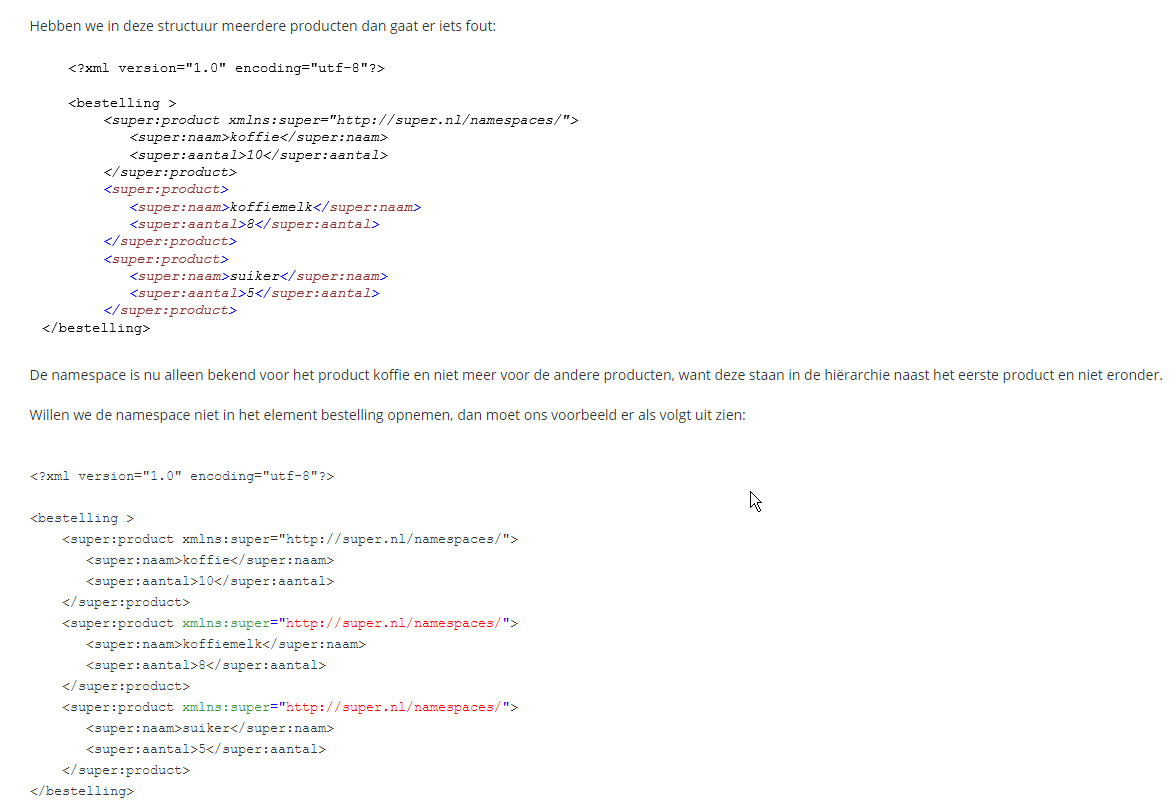 Hebben we in deze structuur meerdere producten dan gaat er iets fout:
<?xml version="1.0" encoding="utf-8"?>
<bestelling >
<super:product xmlns:super="http://super.nl/namespaces/">
<super:naam>koffie</super:naam>
<super:aantal>10</super:aantal>
</super:product>
<super:product>
<super:naam>koffiemelk</super:naam>
<super:aantal>8</super:aantal>
</super:product>
<super:product>
<super:naam>suiker</super:naam>
<super:aantal>5</super:aantal>
</super:product>
</bestelling>
De namespace is nu alleen bekend voor het product koffie en niet meer voor de andere producten, want deze staan in de hiërarchie naast het eerste product en niet eronder.
Willen we de namespace niet in het element bestelling opnemen, dan moet ons voorbeeld er als volgt uit zien:
<?xml version="1.0" encoding="utf-8"?>
<bestelling >
<super:product xmlns:super="http://super.nl/namespaces/">
<super:naam>koffie</super:naam>
<super:aantal>10</super:aantal>
</super:product>
<super:product xmlns:super="http://super.nl/namespaces/">
<super:naam>koffiemelk</super:naam>
<super:aantal>8</super:aantal>
</super:product>
<super:product xmlns:super="http://super.nl/namespaces/">
<super:naam>suiker</super:naam>
<super:aantal>5</super:aantal>
</super:product>
</bestelling>